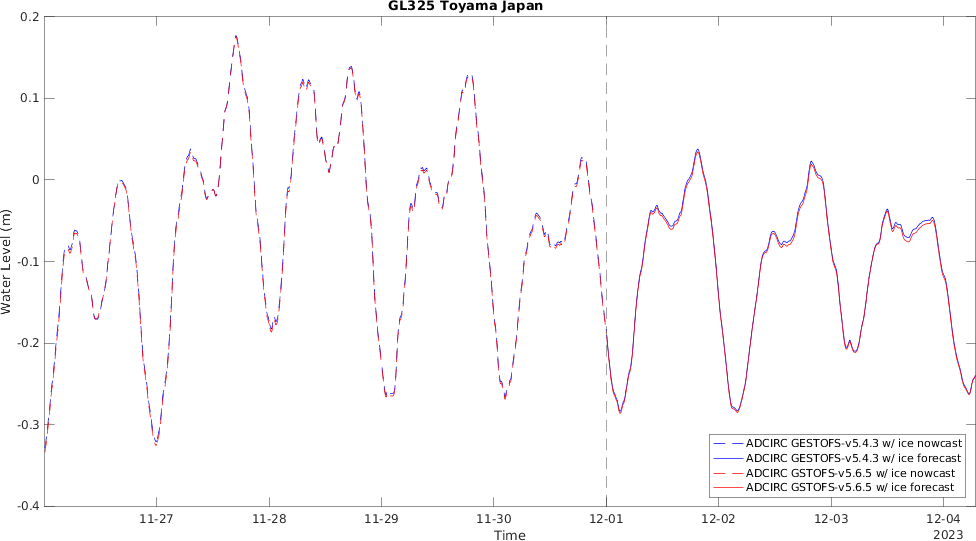 GL325 Toyama Japan
0.2
0.1
0
-0.1
-0.2
-0.3
-0.4
Water Level (m)
ADCIRC GESTOFS-v5.4.3 w/ ice nowcast
ADCIRC GESTOFS-v5.4.3 w/ ice forecast
ADCIRC GSTOFS-v5.6.5 w/ ice nowcast
ADCIRC GSTOFS-v5.6.5 w/ ice forecast
11-27 11-28 11-29 11-30 12-01 12-02 12-03 12-04
Time 2023